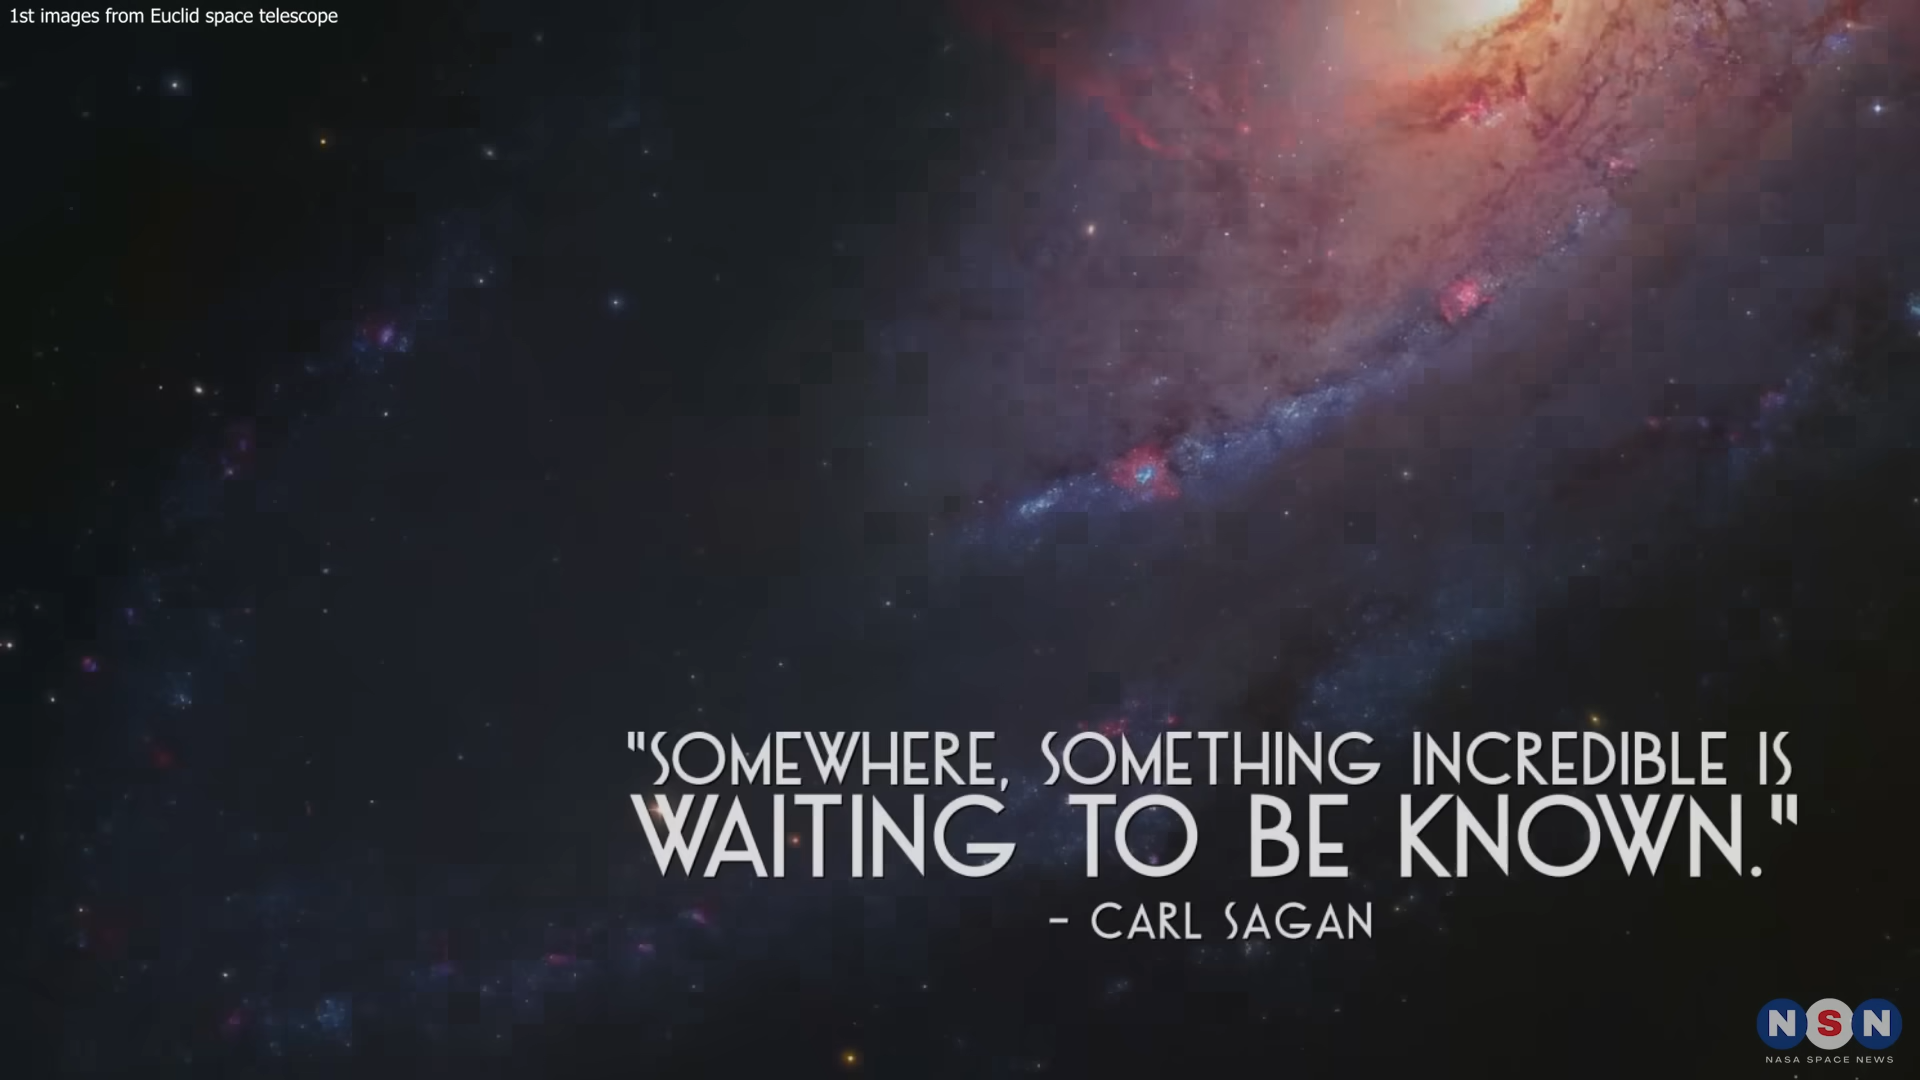 1st images from Euclid space telescope
"SOMEWHERE, SOMETHING INCREDIBLE IS
WAITING TO BE KNOWN."
- CARL SAGAN
NSN
NASA SPACE NEWS